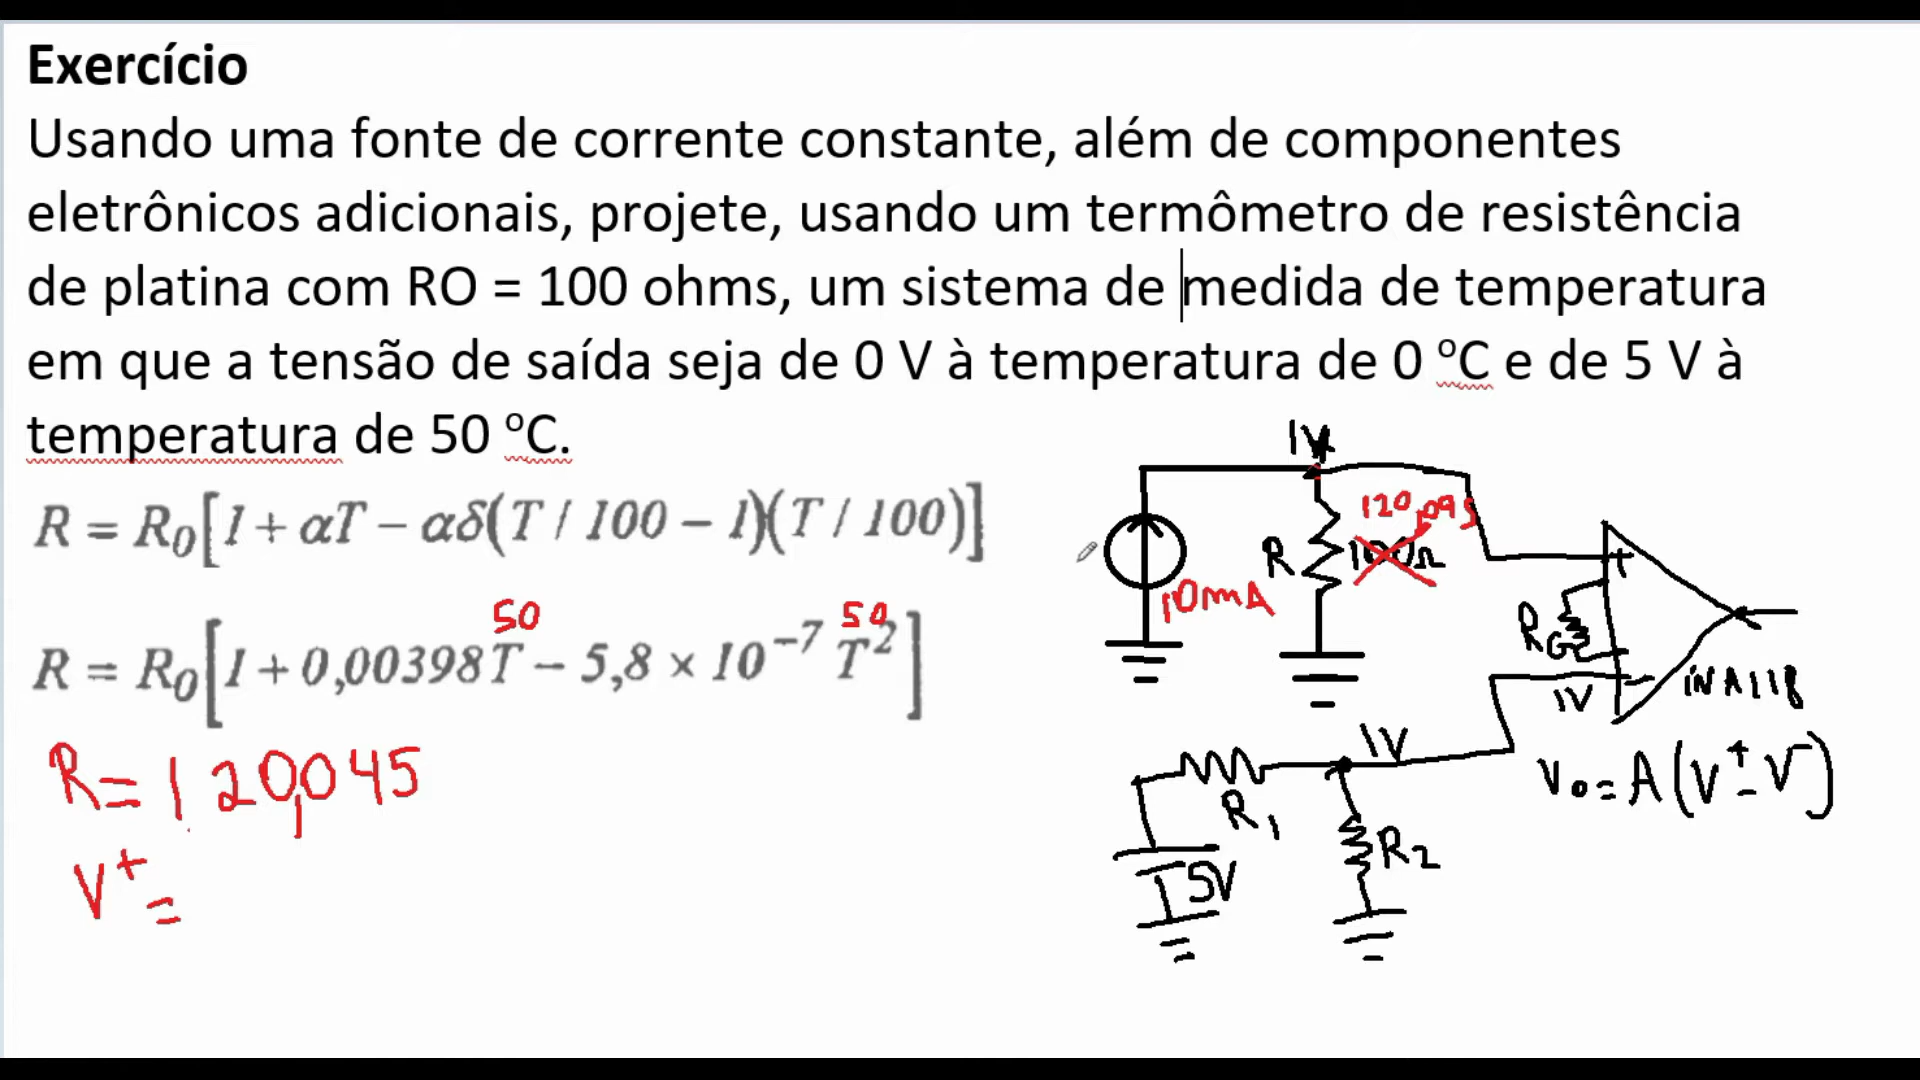 Exercício
Usando uma fonte de corrente constante, além de componentes
eletrônicos adicionais, projete, usando um termômetro de resistência
de platina com RO = 100 ohms, um sistema de medida de temperatura
em que a tensão de saída seja de 0 V à temperatura de 0 ºC e de 5 V à
temperatura de 50 ºC.
R = R₀[1 + αT − αδ(T / 100 − 1)(T / 100)]
50 50
R = R₀[1 + 0,00398T − 5,8 × 10⁻⁷ T²]
R = 120,045
V⁺ =
1V
120,045
R 100Ω
10mA
RG
+
−
INA118
1V
1V
R1
R2
5V
Vo = A(V⁺ − V⁻)